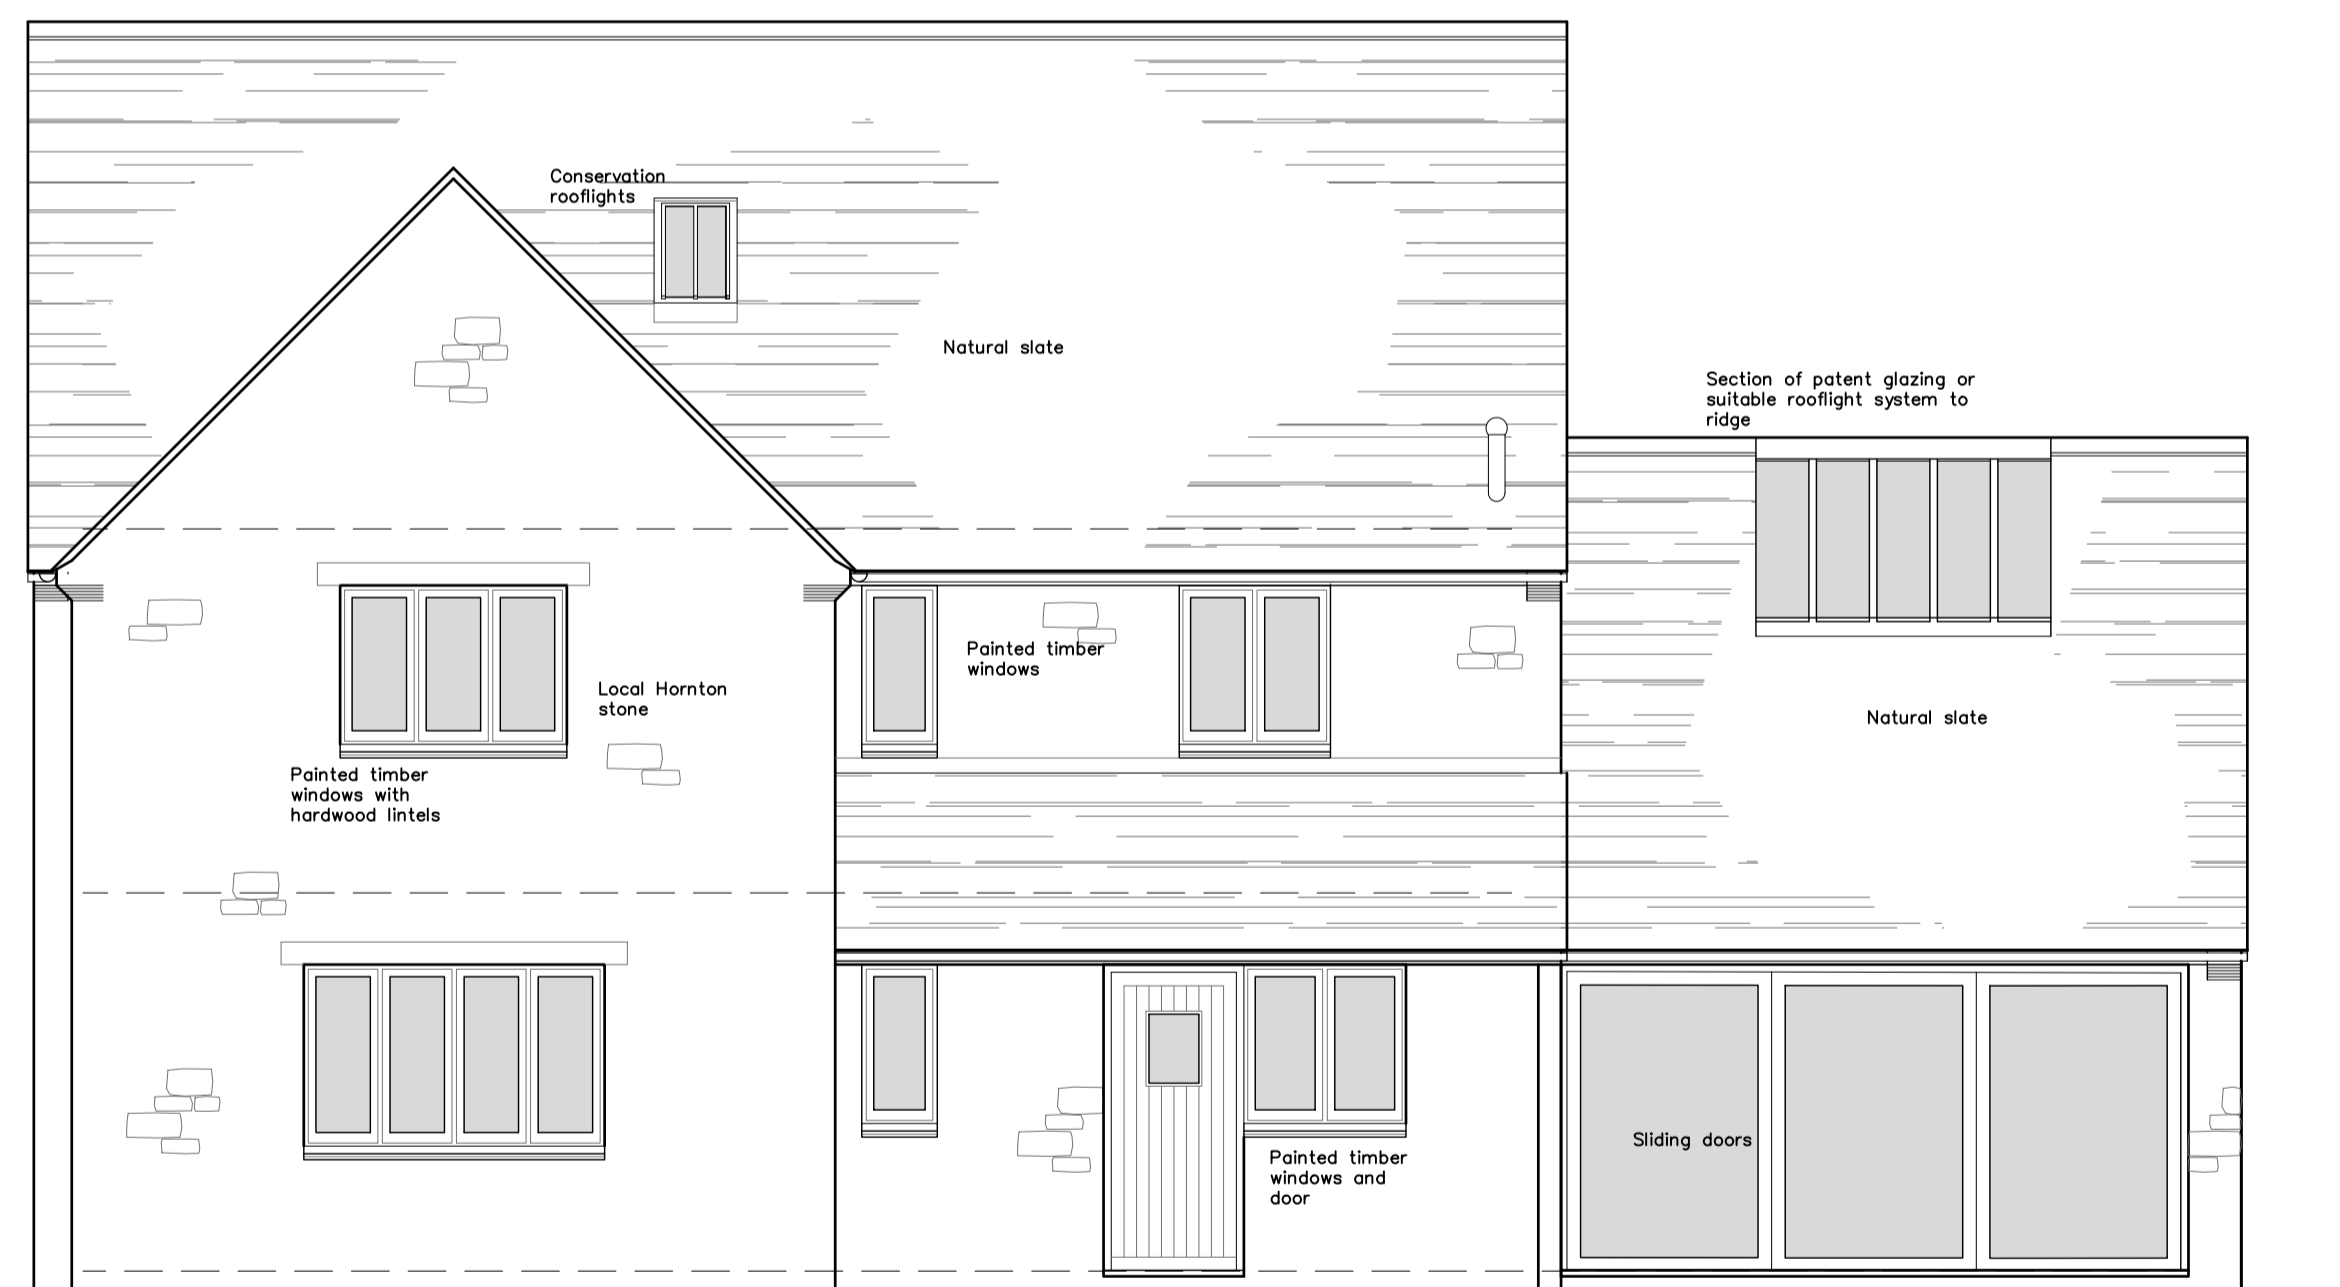 Conservation
rooflights
Natural slate
Section of patent glazing or
suitable rooflight system to
ridge
Painted timber
windows
Local Hornton
stone
Natural slate
Painted timber
windows with
hardwood lintels
Sliding doors
Painted timber
windows and
door